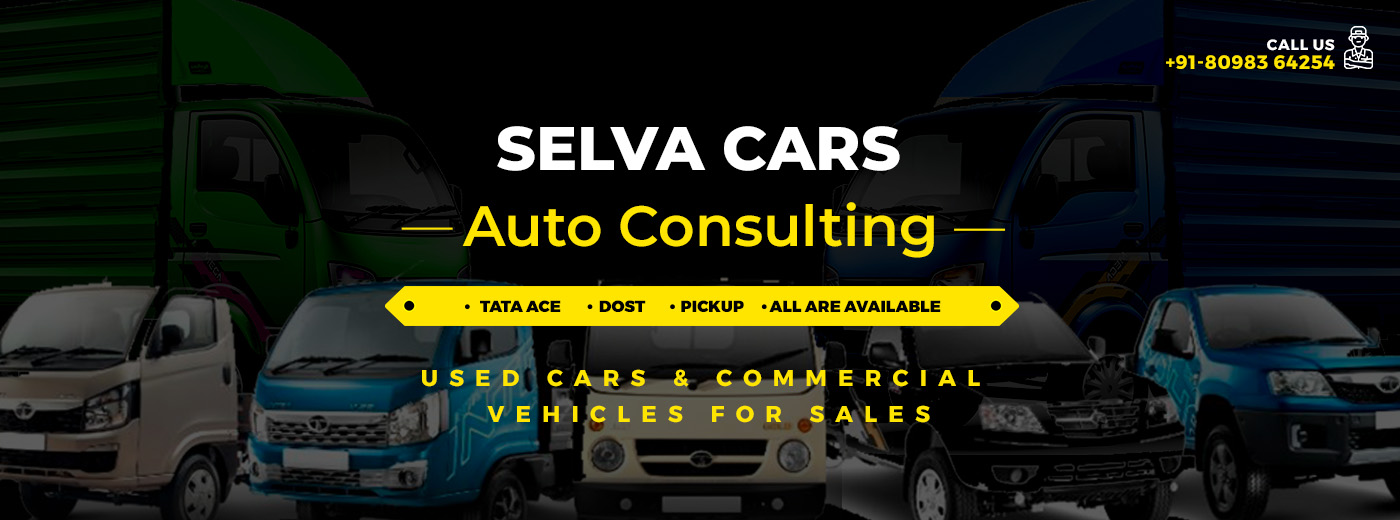 CALL US
+91-80983 64254
SELVA CARS
Auto Consulting
• TATA ACE • DOST • PICKUP • ALL ARE AVAILABLE
USED CARS & COMMERCIAL
VEHICLES FOR SALES